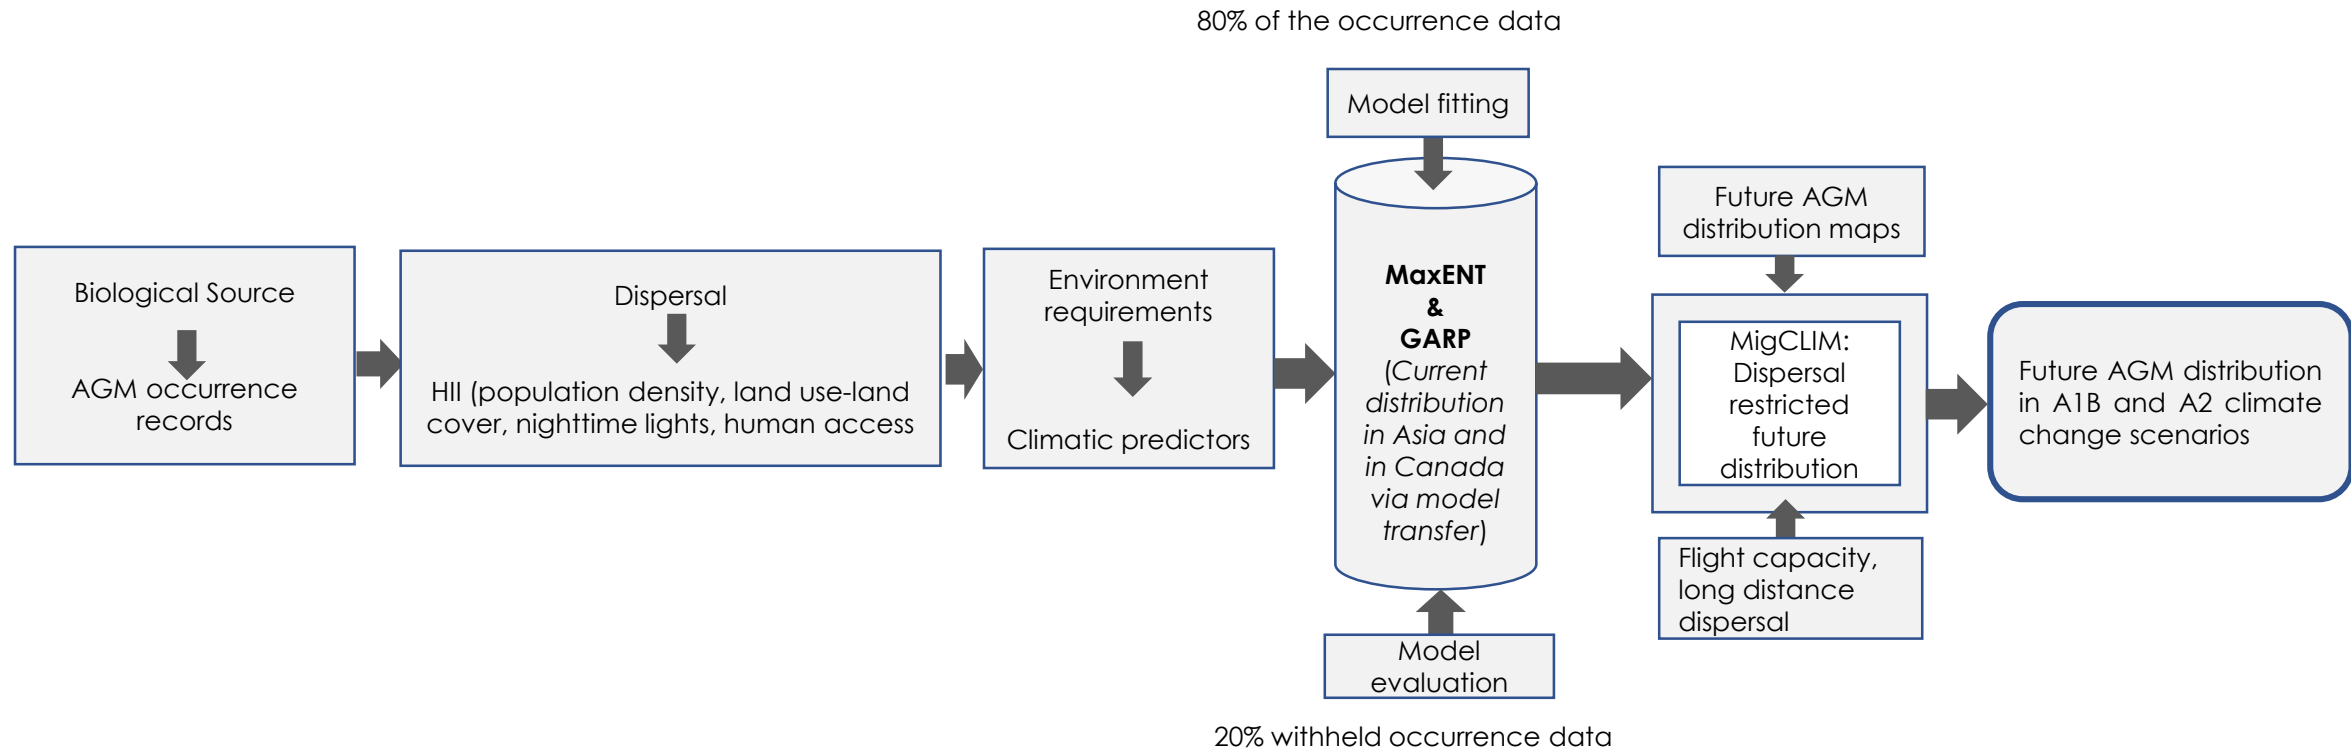 80% of the occurrence data
Model fitting
Biological Source
AGM occurrence
records
Dispersal
HII (population density, land use-land
cover, nighttime lights, human access
Environment
requirements
Climatic predictors
MaxENT
&
GARP
(Current
distribution
in Asia and
in Canada
via model
transfer)
Model
evaluation
20% withheld occurrence data
Future AGM
distribution maps
MigCLIM:
Dispersal
restricted
future
distribution
Flight capacity,
long distance
dispersal
Future AGM distribution
in A1B and A2 climate
change scenarios